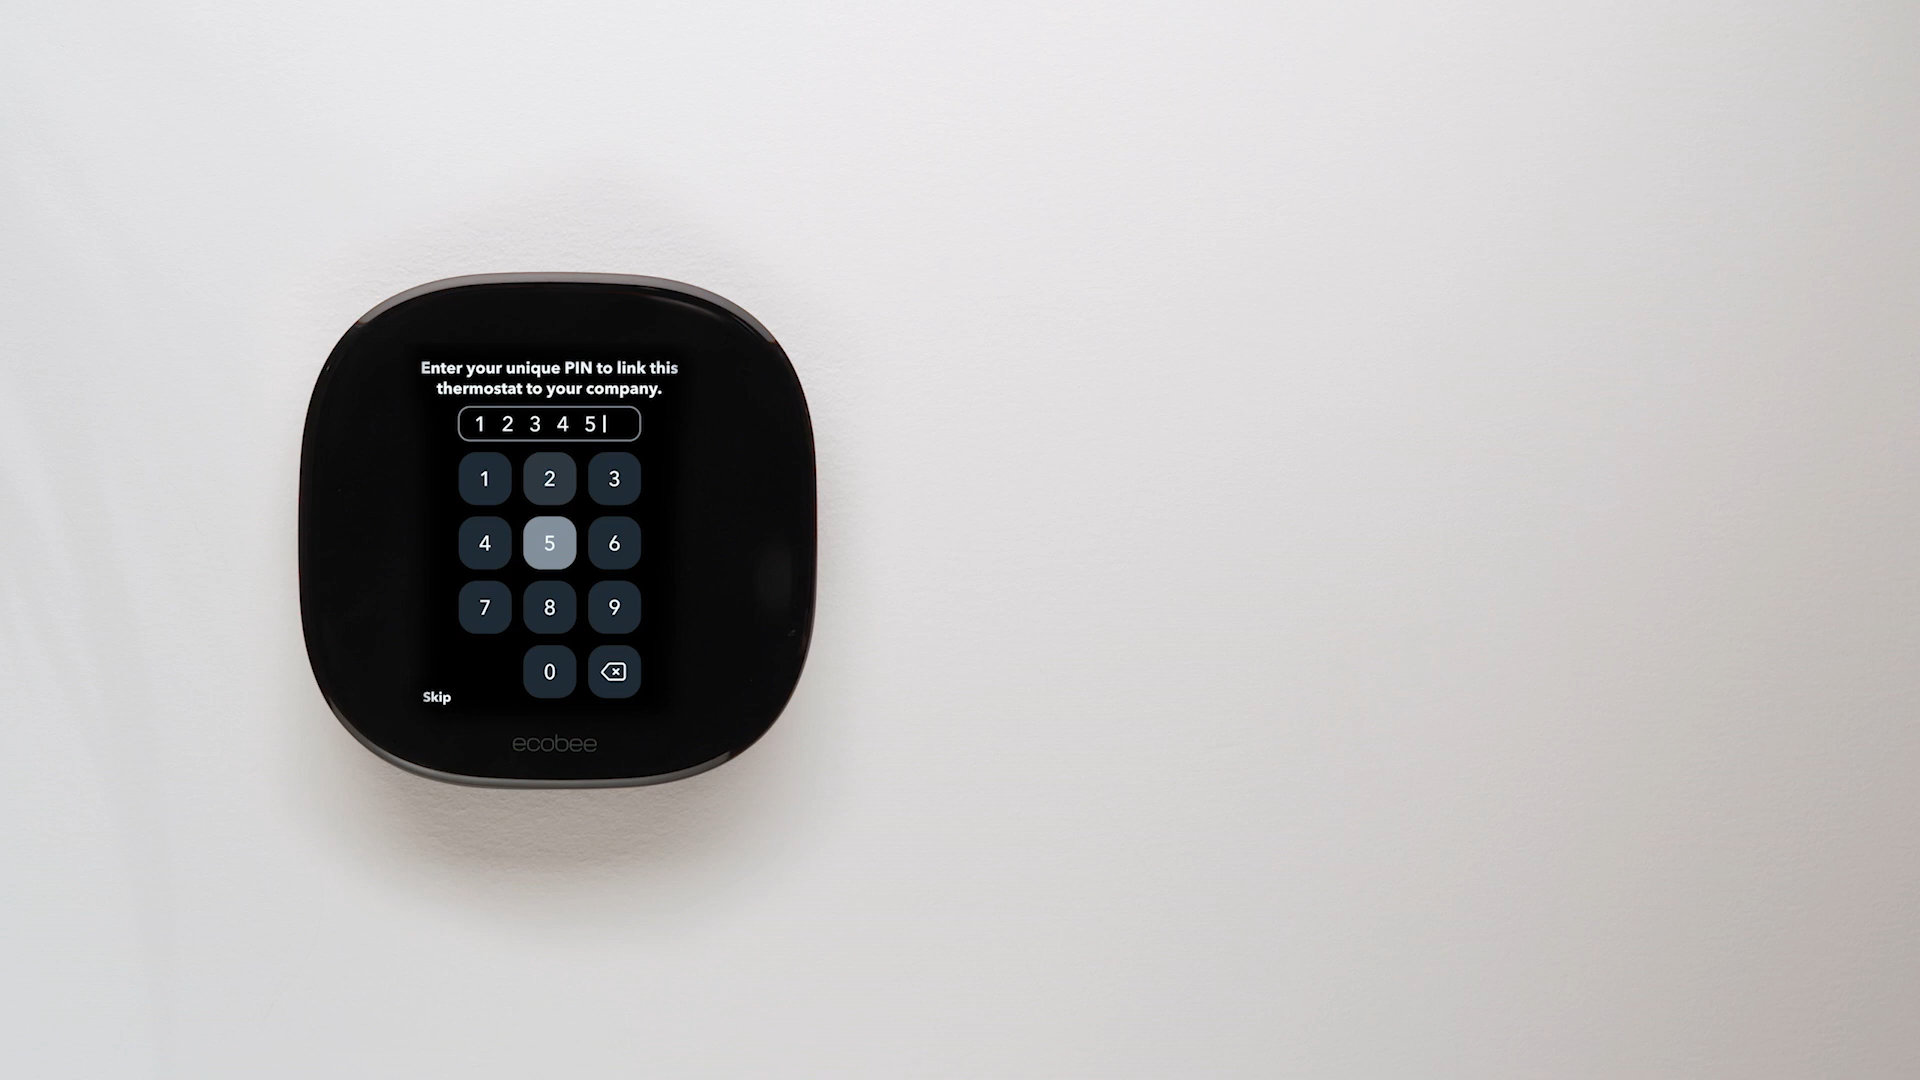 Enter your unique PIN to link this
thermostat to your company.
1 2 3 4 5
1 2 3
4 5 6
7 8 9
0
Skip
ecobee